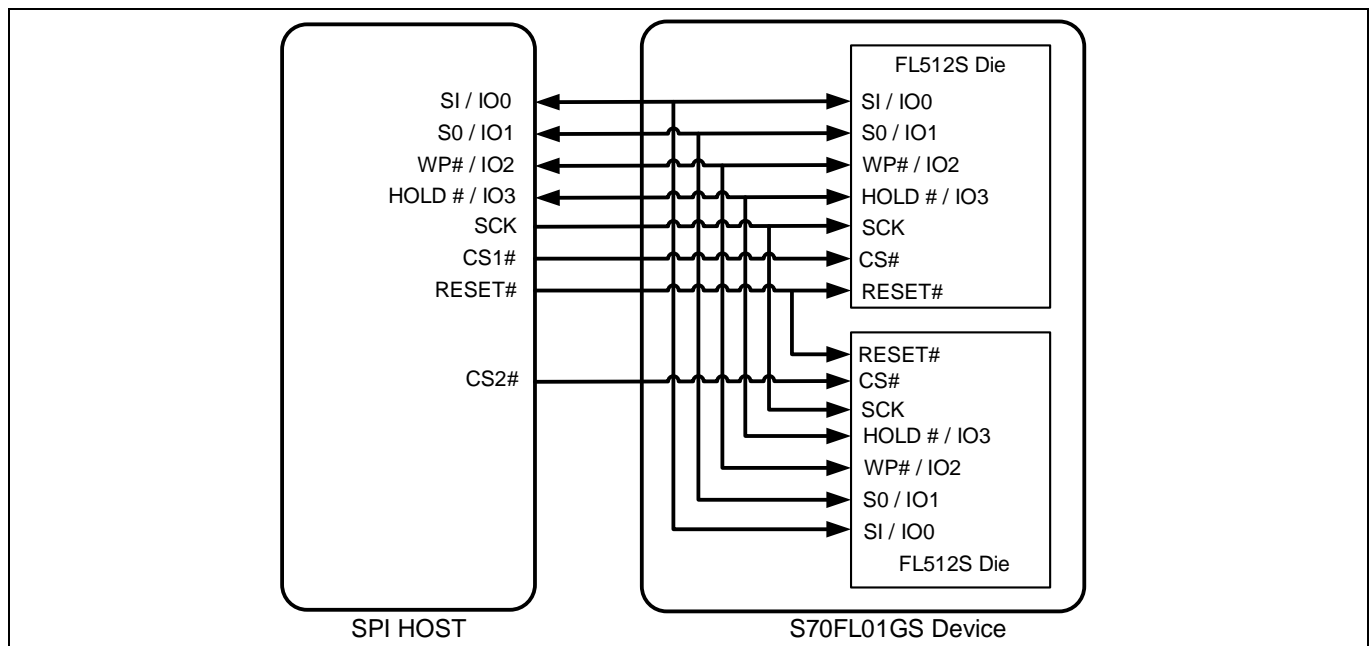 FL512S Die
SI / IO0
S0 / IO1
WP# / IO2
HOLD # / IO3
SCK
CS1#
RESET#
CS2#
SI / IO0
S0 / IO1
WP# / IO2
HOLD # / IO3
SCK
CS#
RESET#
RESET#
CS#
SCK
HOLD # / IO3
WP# / IO2
S0 / IO1
SI / IO0
FL512S Die
SPI HOST
S70FL01GS Device